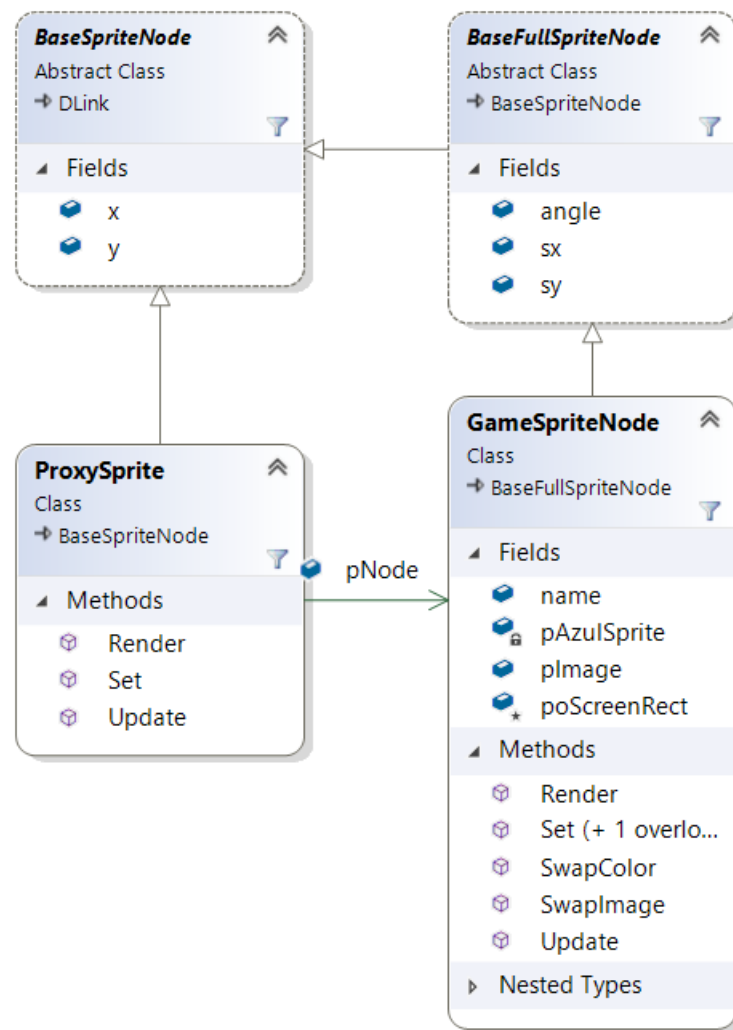 BaseSpriteNode
Abstract Class
DLink
Fields
x
y
BaseFullSpriteNode
Abstract Class
BaseSpriteNode
Fields
angle
sx
sy
ProxySprite
Class
BaseSpriteNode
Methods
Render
Set
Update
pNode
GameSpriteNode
Class
BaseFullSpriteNode
Fields
name
pAzulSprite
pImage
poScreenRect
Methods
Render
Set (+ 1 overlo...
SwapColor
SwapImage
Update
Nested Types